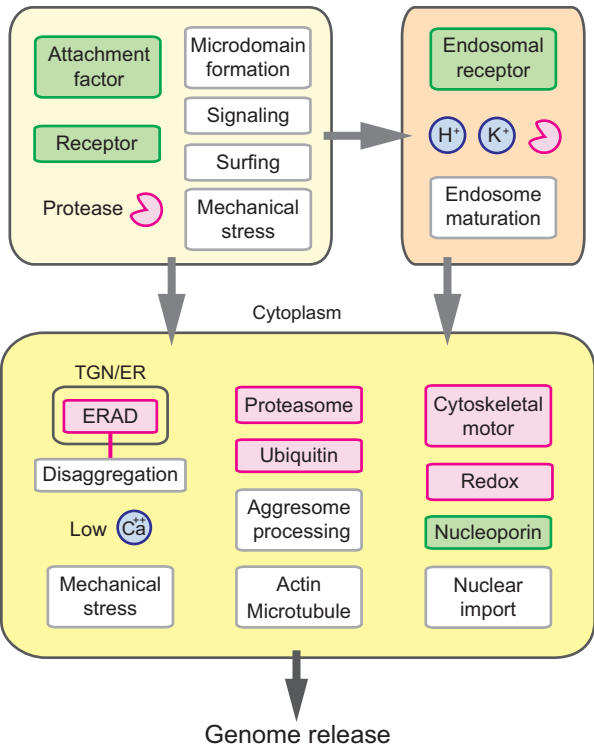 Attachment
factor
Receptor
Protease
Microdomain
formation
Signaling
Surfing
Mechanical
stress
Endosomal
receptor
H+
K+
Endosome
maturation
Cytoplasm
TGN/ER
ERAD
Disaggregation
Low Ca++
Mechanical
stress
Proteasome
Ubiquitin
Aggresome
processing
Actin
Microtubule
Cytoskeletal
motor
Redox
Nucleoporin
Nuclear
import
Genome release